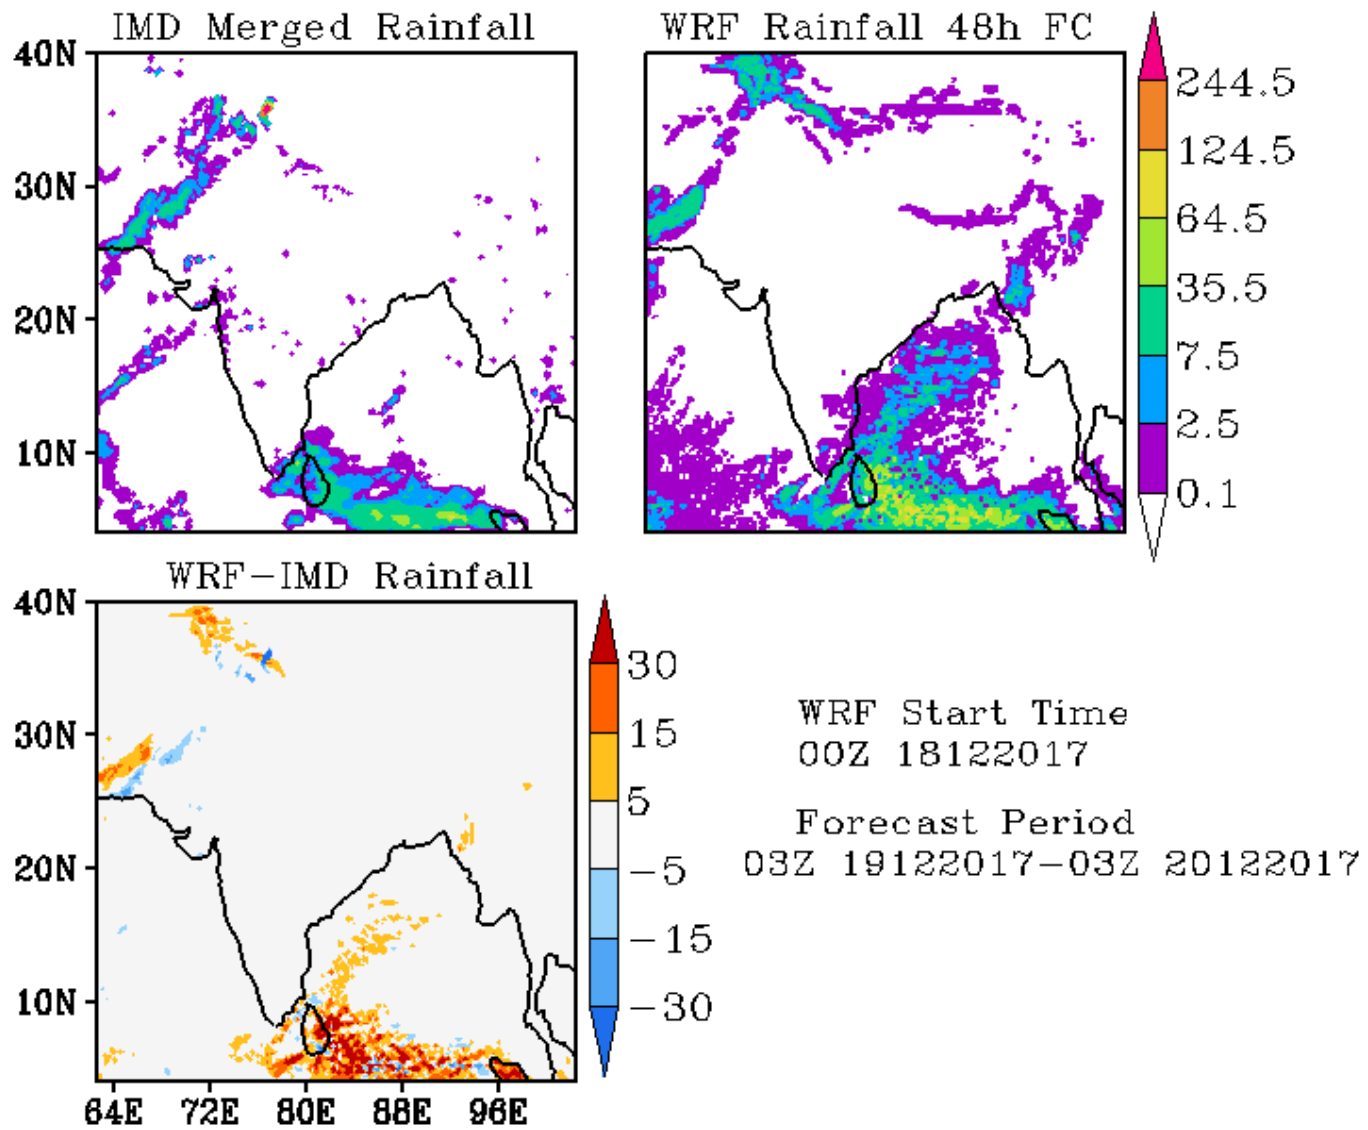 IMD Merged Rainfall
WRF Rainfall 48h FC
40N
30N
20N
10N
244.5
124.5
64.5
35.5
7.5
2.5
0.1
WRF-IMD Rainfall
40N
30N
20N
10N
64E 72E 80E 88E 96E
30
15
5
-5
-15
-30
WRF Start Time
00Z 18122017
Forecast Period
03Z 19122017-03Z 20122017